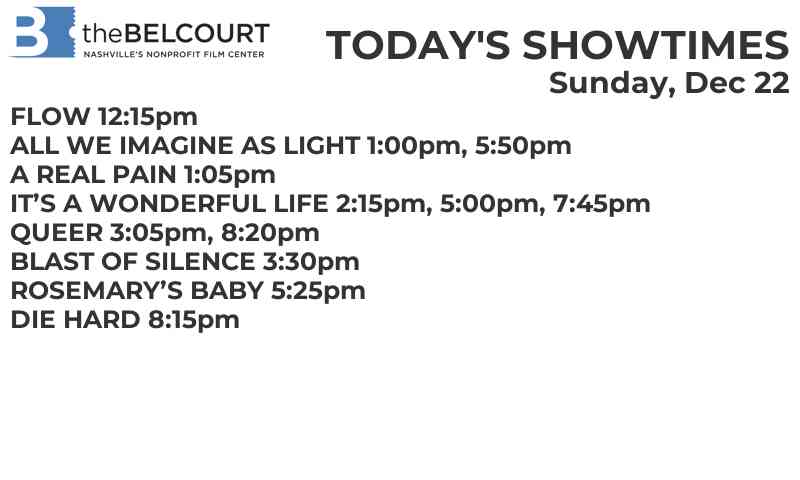 B theBELCOURT
NASHVILLE'S NONPROFIT FILM CENTER
TODAY'S SHOWTIMES
Sunday, Dec 22
FLOW 12:15pm
ALL WE IMAGINE AS LIGHT 1:00pm, 5:50pm
A REAL PAIN 1:05pm
IT’S A WONDERFUL LIFE 2:15pm, 5:00pm, 7:45pm
QUEER 3:05pm, 8:20pm
BLAST OF SILENCE 3:30pm
ROSEMARY’S BABY 5:25pm
DIE HARD 8:15pm